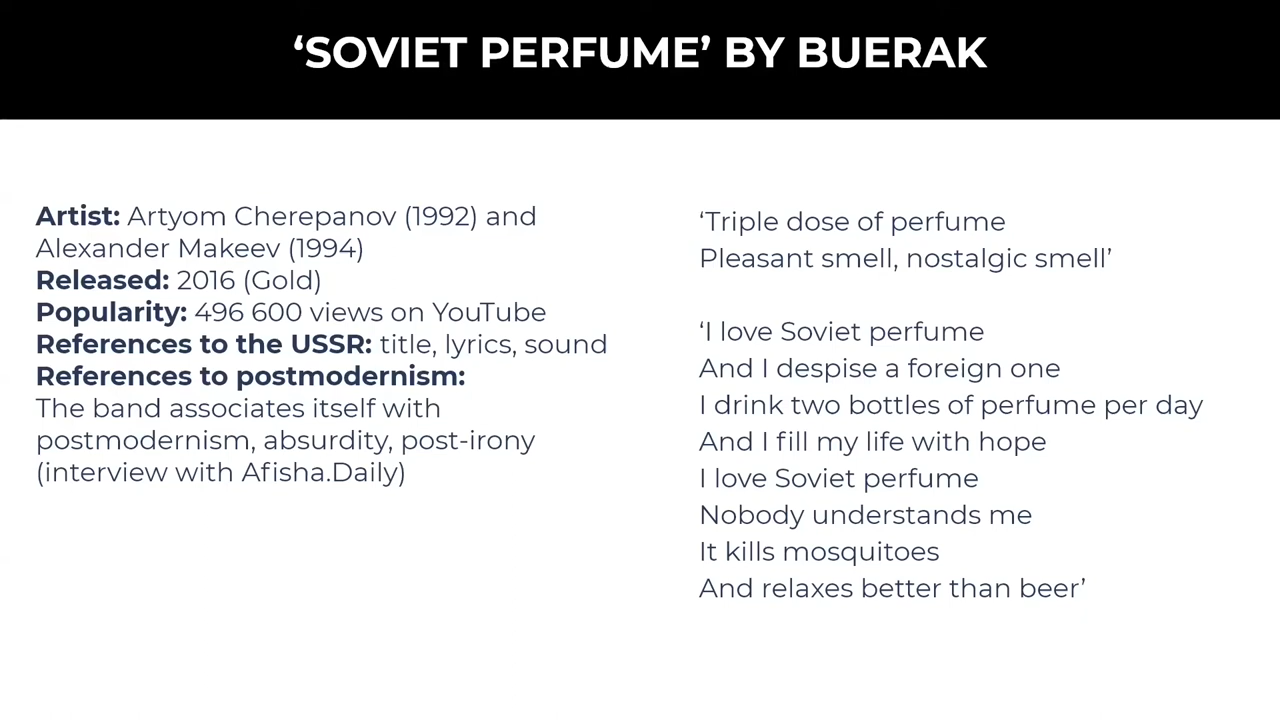 ‘SOVIET PERFUME’ BY BUERAK
Artist: Artyom Cherepanov (1992) and
Alexander Makeev (1994)
Released: 2016 (Gold)
Popularity: 496 600 views on YouTube
References to the USSR: title, lyrics, sound
References to postmodernism:
The band associates itself with
postmodernism, absurdity, post-irony
(interview with Afisha.Daily)
‘Triple dose of perfume
Pleasant smell, nostalgic smell’
‘I love Soviet perfume
And I despise a foreign one
I drink two bottles of perfume per day
And I fill my life with hope
I love Soviet perfume
Nobody understands me
It kills mosquitoes
And relaxes better than beer’